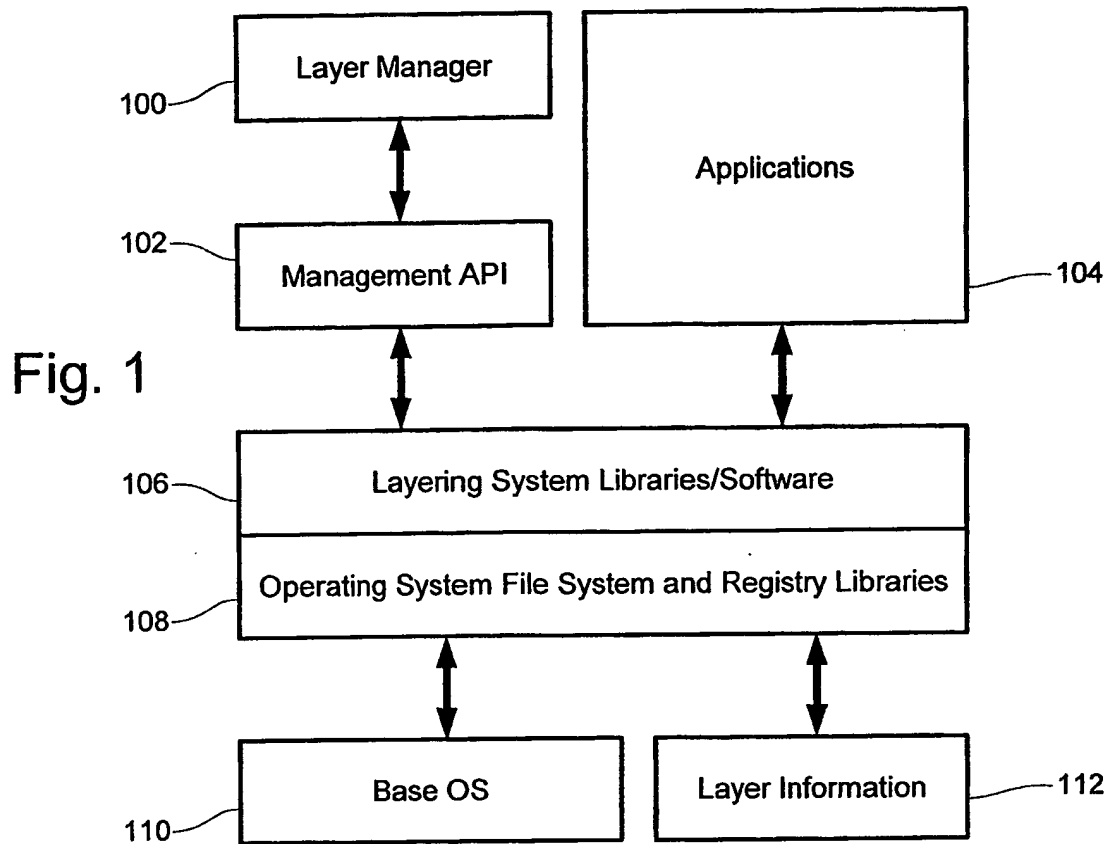 Layer Manager
100
Applications
102
Management API
104
Fig. 1
106
Layering System Libraries/Software
Operating System File System and Registry Libraries
108
Base OS
110
Layer Information
112